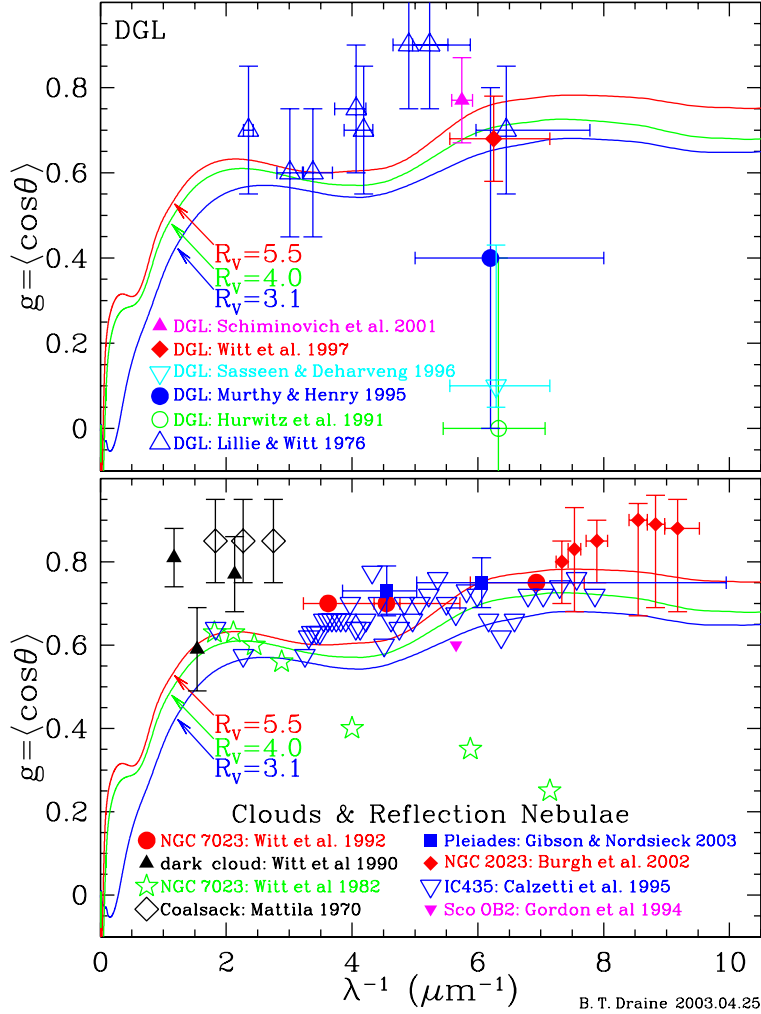 DGL
0.8
0.6
0.4
0.2
0
g=⟨cosθ⟩
R_V=5.5
R_V=4.0
R_V=3.1
DGL: Schiminovich et al. 2001
DGL: Witt et al. 1997
DGL: Sasseen & Deharveng 1996
DGL: Murthy & Henry 1995
DGL: Hurwitz et al. 1991
DGL: Lillie & Witt 1976
0.8
0.6
0.4
0.2
0
g=⟨cosθ⟩
R_V=5.5
R_V=4.0
R_V=3.1
Clouds & Reflection Nebulae
NGC 7023: Witt et al. 1992
dark cloud: Witt et al 1990
NGC 7023: Witt et al 1982
Coalsack: Mattila 1970
Pleiades: Gibson & Nordsieck 2003
NGC 2023: Burgh et al. 2002
IC435: Calzetti et al. 1995
Sco OB2: Gordon et al 1994
0 2 4 6 8 10
λ⁻¹ (μm⁻¹)
B. T. Draine 2003.04.25